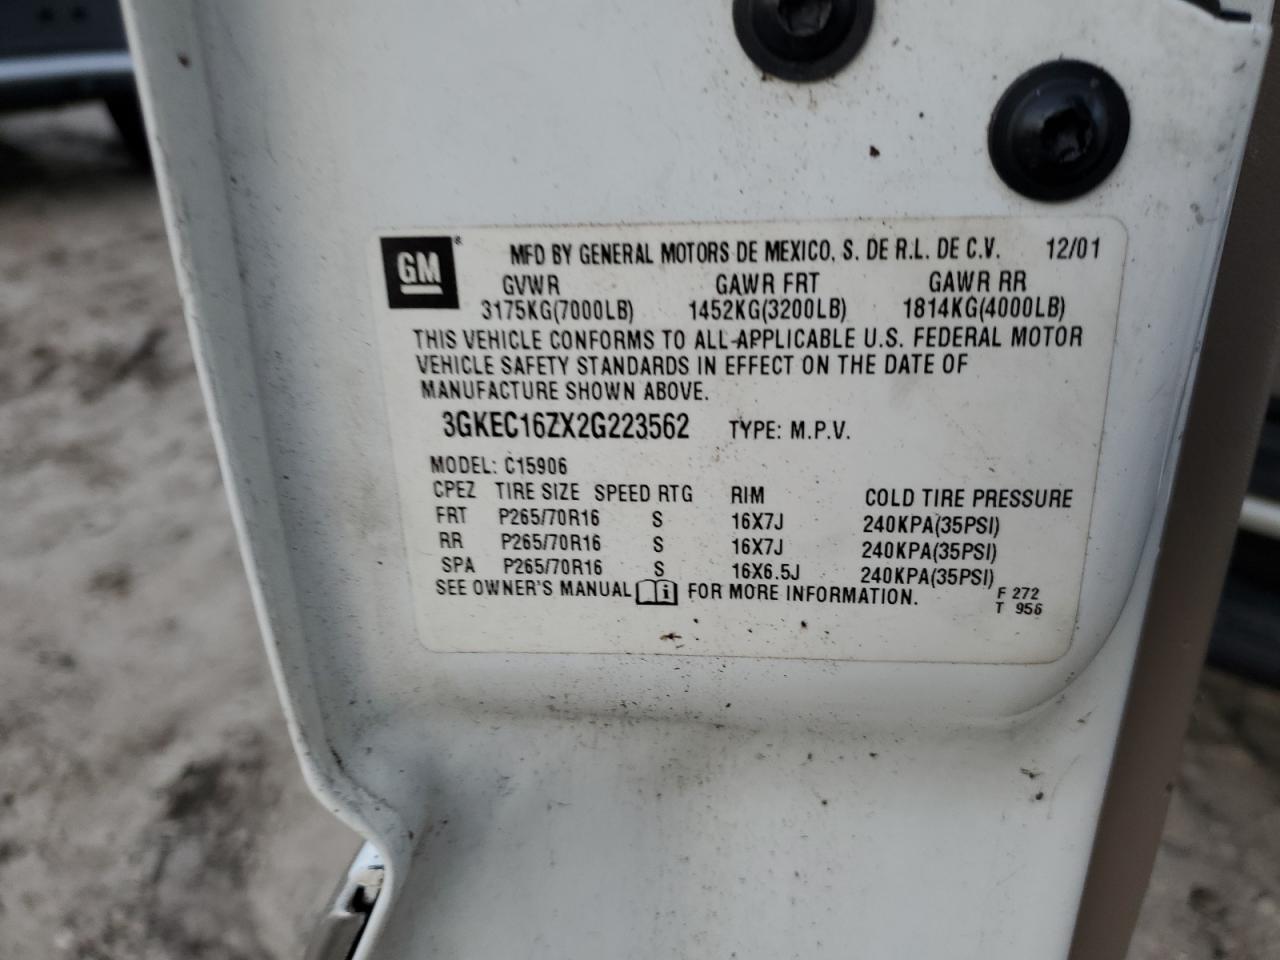 GM® MFD BY GENERAL MOTORS DE MEXICO, S. DE R.L. DE C.V. 12/01
GVWR GAWR FRT GAWR RR
3175KG(7000LB) 1452KG(3200LB) 1814KG(4000LB)
THIS VEHICLE CONFORMS TO ALL APPLICABLE U.S. FEDERAL MOTOR
VEHICLE SAFETY STANDARDS IN EFFECT ON THE DATE OF
MANUFACTURE SHOWN ABOVE.
3GKEC16ZX2G223562 TYPE: M.P.V.
MODEL: C15906
CPEZ TIRE SIZE SPEED RTG RIM COLD TIRE PRESSURE
FRT P265/70R16 S 16X7J 240KPA(35PSI)
RR P265/70R16 S 16X7J 240KPA(35PSI)
SPA P265/70R16 S 16X6.5J 240KPA(35PSI)
SEE OWNER'S MANUAL i FOR MORE INFORMATION. F 272
T 956